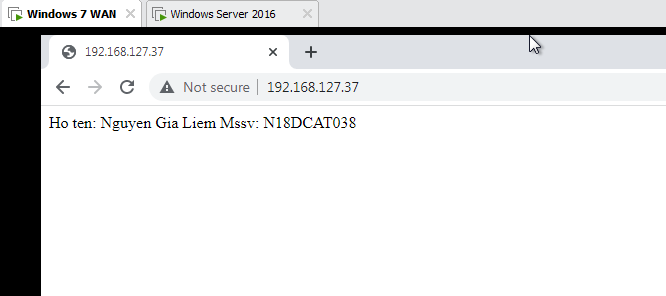 Windows 7 WAN
Windows Server 2016
192.168.127.37
Not secure
192.168.127.37
Ho ten: Nguyen Gia Liem Mssv: N18DCAT038